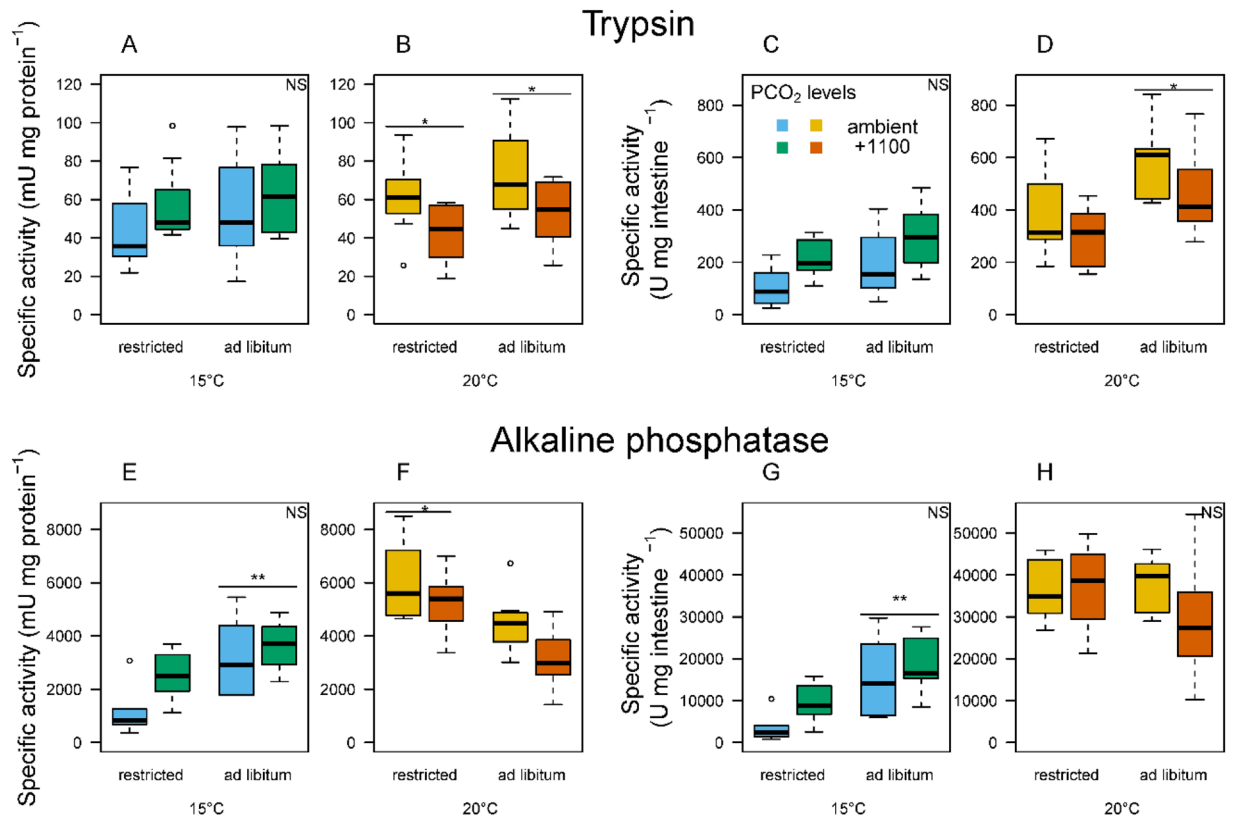 Trypsin
A
B
C
D
Specific activity (mU mg protein⁻¹)
120
100
80
60
40
20
0
NS
restricted
ad libitum
15°C
120
100
80
60
40
20
0
*
*
restricted
ad libitum
20°C
Specific activity
(U mg intestine⁻¹)
800
600
400
200
0
PCO₂ levels
NS
ambient
+1100
restricted
ad libitum
15°C
800
600
400
200
0
*
restricted
ad libitum
20°C
Alkaline phosphatase
E
F
G
H
Specific activity (mU mg protein⁻¹)
8000
6000
4000
2000
0
NS
**
restricted
ad libitum
15°C
8000
6000
4000
2000
0
*
restricted
ad libitum
20°C
Specific activity
(U mg intestine⁻¹)
50000
40000
30000
20000
10000
0
NS
**
restricted
ad libitum
15°C
50000
40000
30000
20000
10000
0
NS
restricted
ad libitum
20°C